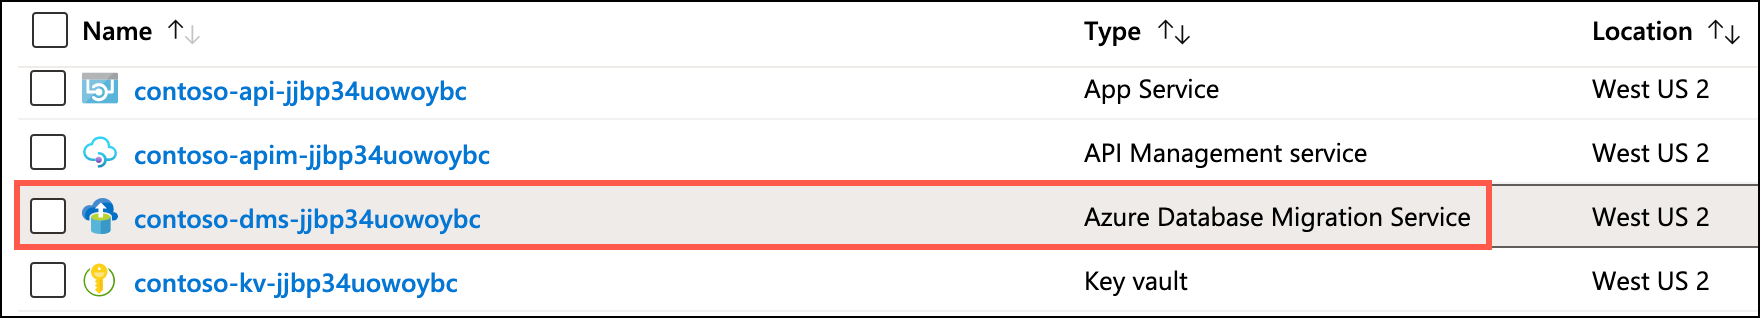 Name Type Location
contoso-api-jjbp34uowoybc App Service West US 2
contoso-apim-jjbp34uowoybc API Management service West US 2
contoso-dms-jjbp34uowoybc Azure Database Migration Service West US 2
contoso-kv-jjbp34uowoybc Key vault West US 2